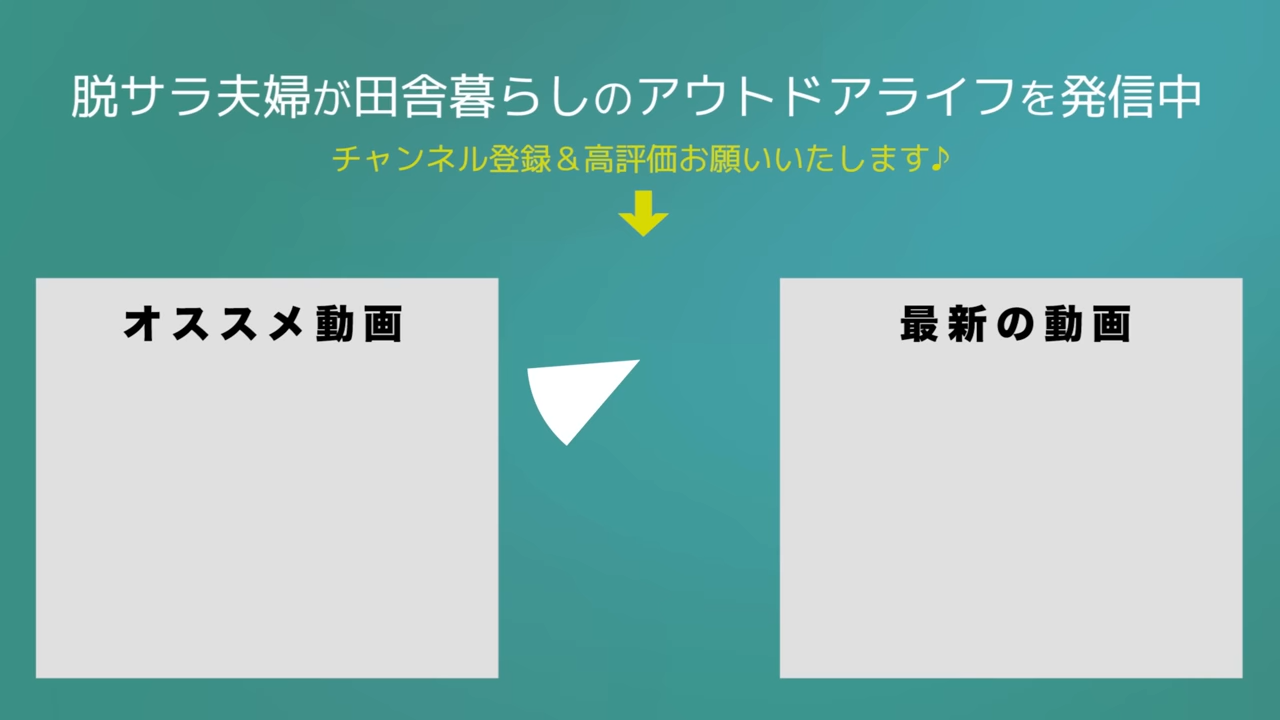 脱サラ夫婦が田舎暮らしのアウトドアライフを発信中
チャンネル登録＆高評価お願いいたします♪
オススメ動画
最新の動画